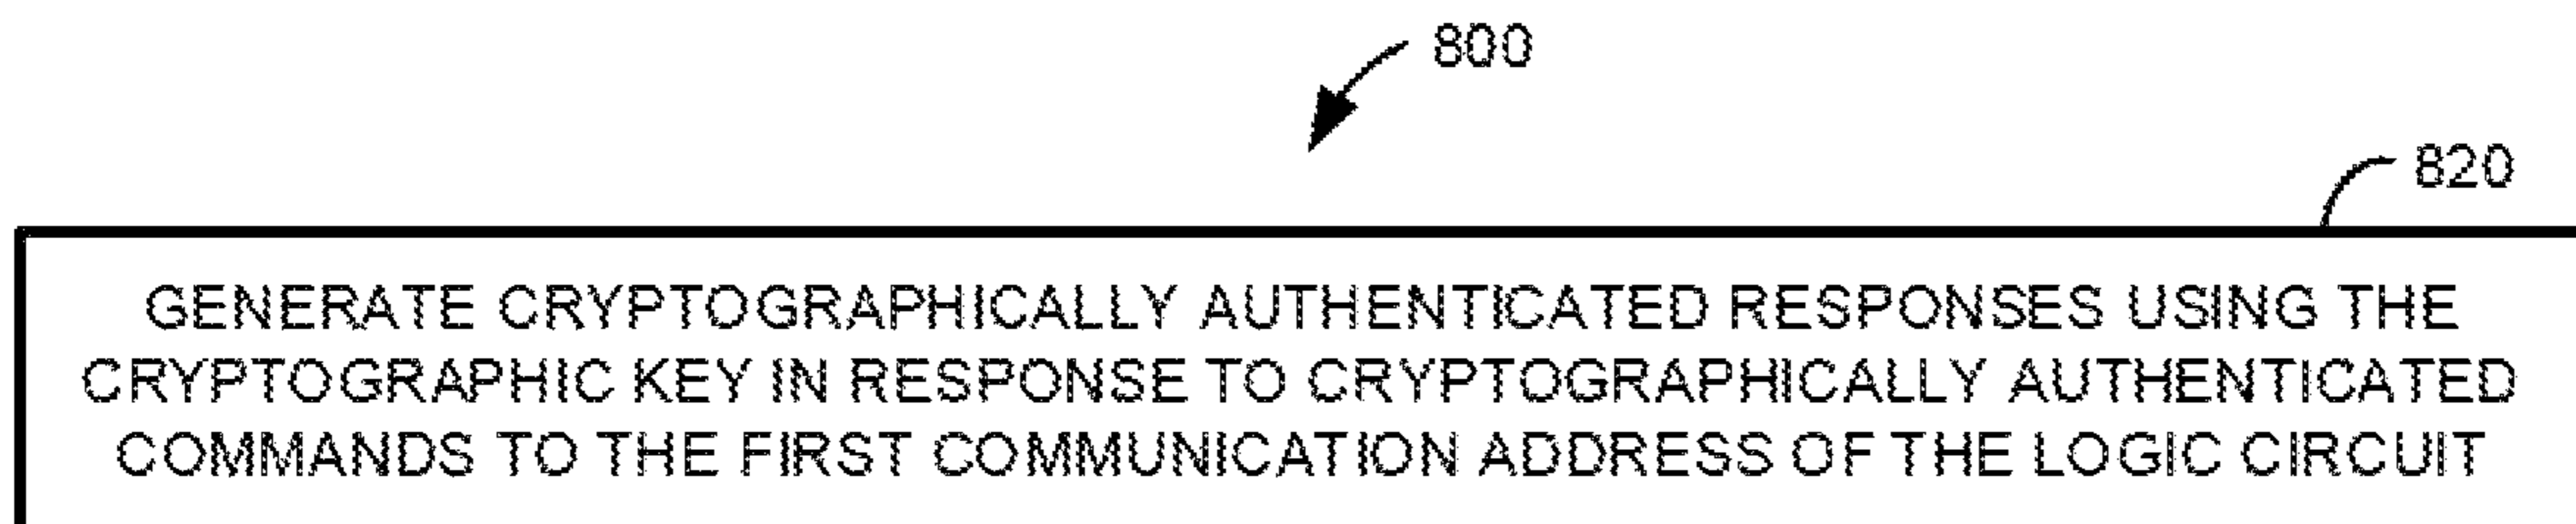 800
820
GENERATE CRYPTOGRAPHICALLY AUTHENTICATED RESPONSES USING THE
CRYPTOGRAPHIC KEY IN RESPONSE TO CRYPTOGRAPHICALLY AUTHENTICATED
COMMANDS TO THE FIRST COMMUNICATION ADDRESS OF THE LOGIC CIRCUIT